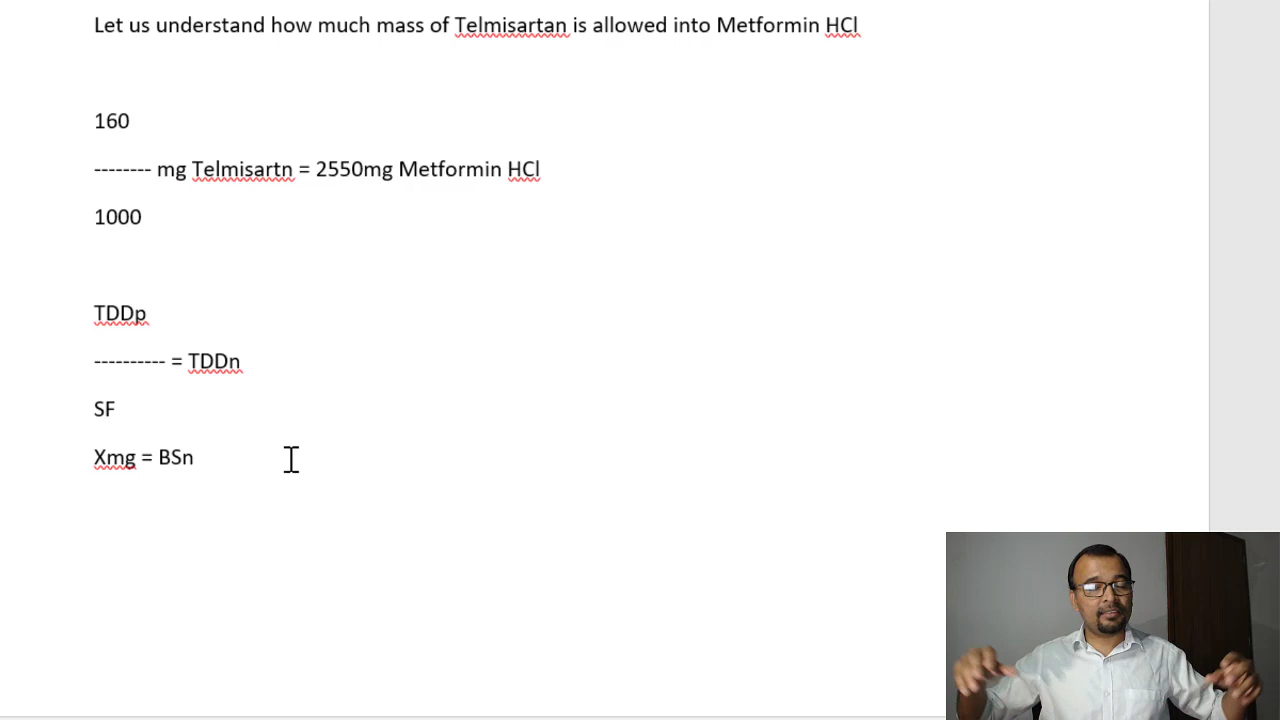 Let us understand how much mass of Telmisartan is allowed into Metformin HCl
160
-------- mg Telmisartn = 2550mg Metformin HCl
1000
TDDp
---------- = TDDn
SF
Xmg = BSn